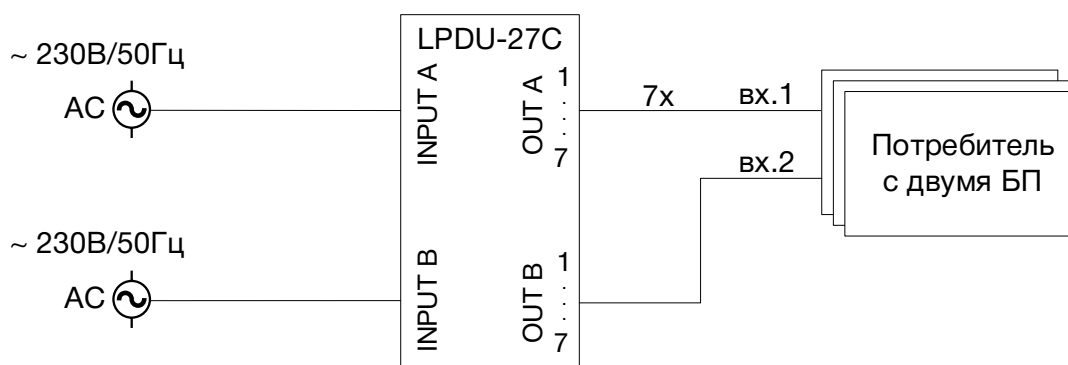 LPDU-27C
~ 230В/50Гц
AC
INPUT A
OUT A
1
7
7x
вх.1
вх.2
Потребитель
с двумя БП
~ 230В/50Гц
AC
INPUT B
OUT B
1
7